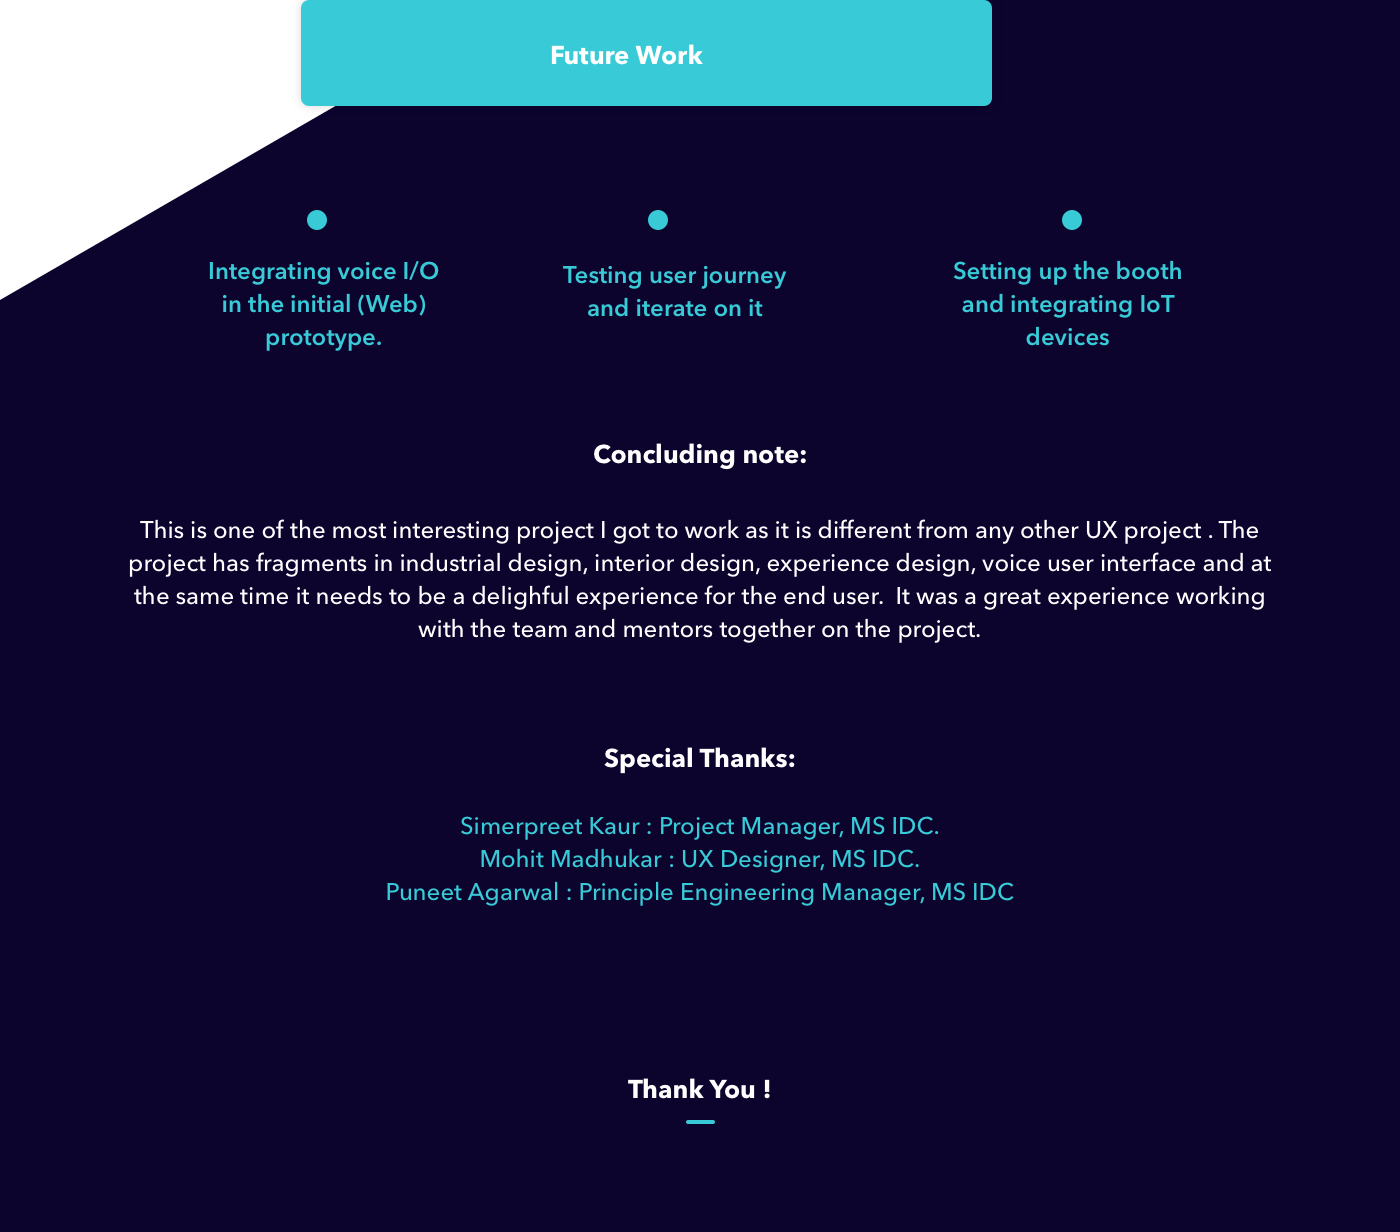 Future Work
Integrating voice I/O
in the initial (Web)
prototype.
Testing user journey
and iterate on it
Setting up the booth
and integrating IoT
devices
Concluding note:
This is one of the most interesting project I got to work as it is different from any other UX project . The
project has fragments in industrial design, interior design, experience design, voice user interface and at
the same time it needs to be a delighful experience for the end user.  It was a great experience working
with the team and mentors together on the project.
Special Thanks:
Simerpreet Kaur : Project Manager, MS IDC.
Mohit Madhukar : UX Designer, MS IDC.
Puneet Agarwal : Principle Engineering Manager, MS IDC
Thank You !